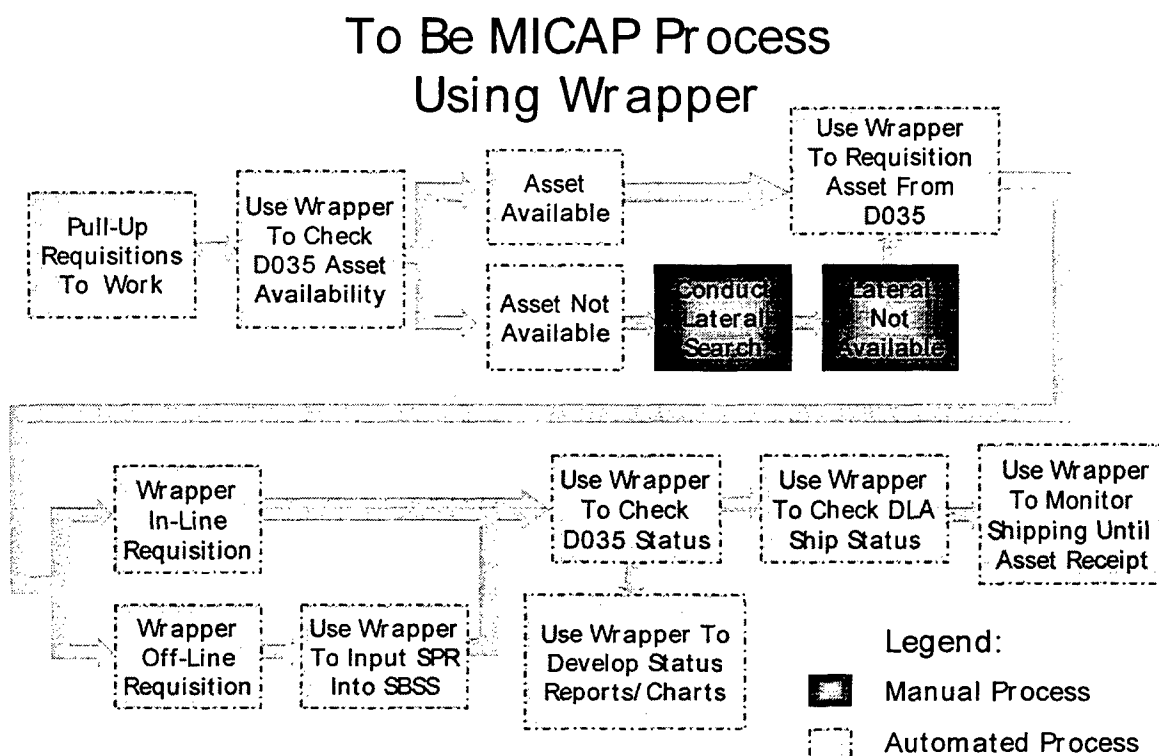 To Be MICAP Process
Using Wrapper
Pull-Up
Requisitions
To Work
Use Wrapper
To Check
D035 Asset
Availability
Asset
Available
Use Wrapper
To Requisition
Asset From
D035
Asset Not
Available
Conduct
Lateral
Search
Lateral
Not
Available
Wrapper
In-Line
Requisition
Wrapper
Off-Line
Requisition
Use Wrapper
To Input SPR
Into SBSS
Use Wrapper
To Check
D035 Status
Use Wrapper
To Check DLA
Ship Status
Use Wrapper
To Monitor
Shipping Until
Asset Receipt
Use Wrapper To
Develop Status
Reports/Charts
Legend:
Manual Process
Automated Process